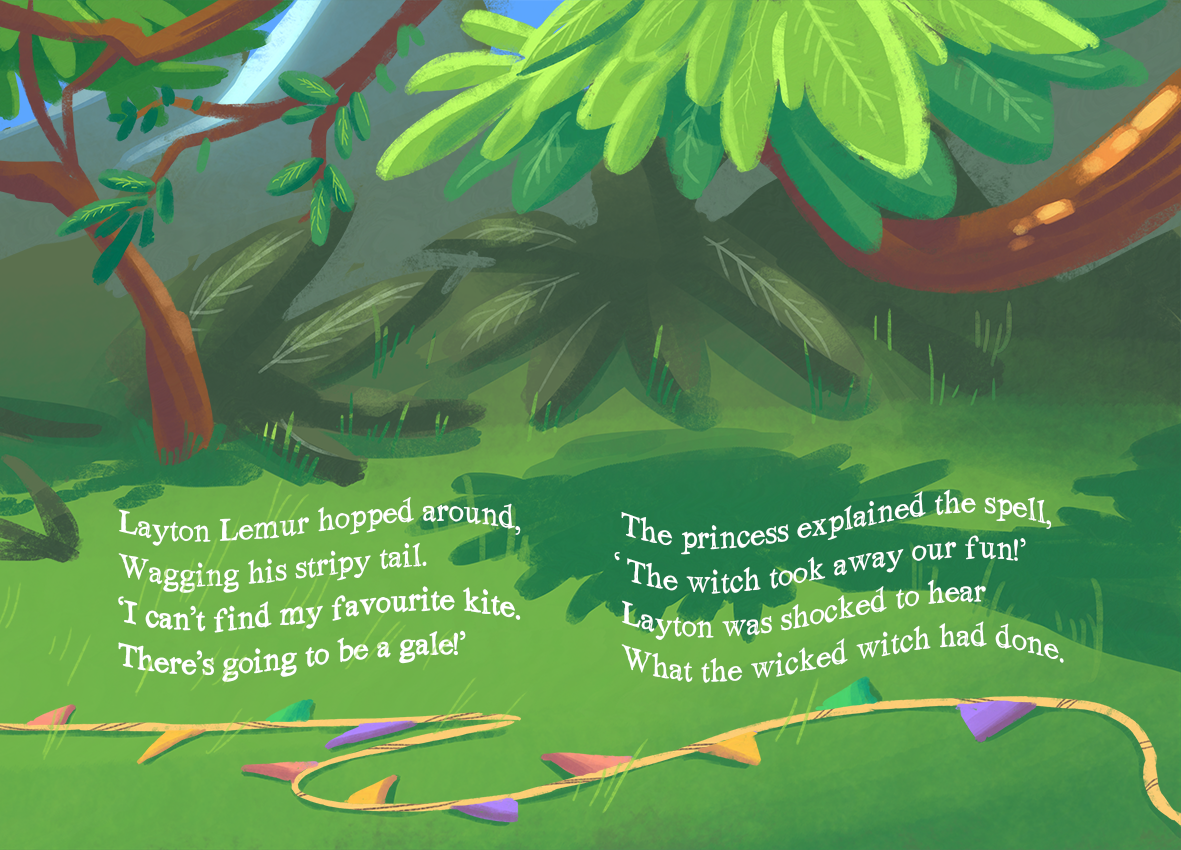 Layton Lemur hopped around,
Wagging his stripy tail.
‘I can’t find my favourite kite.
There’s going to be a gale!’
The princess explained the spell,
‘ The witch took away our fun!’
Layton was shocked to hear
What the wicked witch had done.